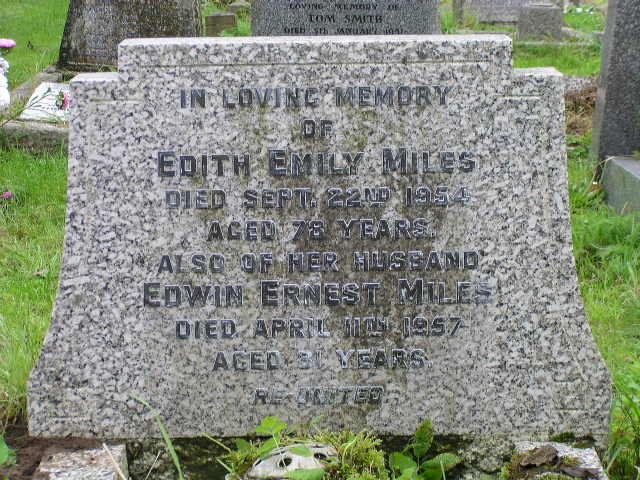 LOVING MEMORY OF
TOM SMITH
IN LOVING MEMORY
OF
EDITH EMILY MILES
DIED SEPT. 22ND 1954
AGED 78 YEARS.
ALSO OF HER HUSBAND
EDWIN ERNEST MILES
DIED APRIL 11TH 1957
AGED 81 YEARS.
RE-UNITED